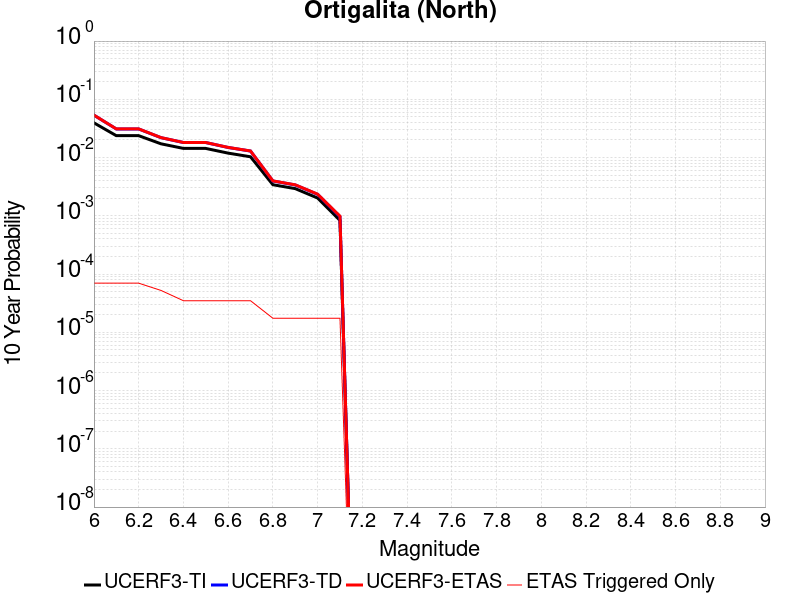 Ortigalita (North)
10 Year Probability
10^0
10^-1
10^-2
10^-3
10^-4
10^-5
10^-6
10^-7
10^-8
6 6.2 6.4 6.6 6.8 7 7.2 7.4 7.6 7.8 8 8.2 8.4 8.6 8.8 9
Magnitude
UCERF3-TI UCERF3-TD UCERF3-ETAS ETAS Triggered Only